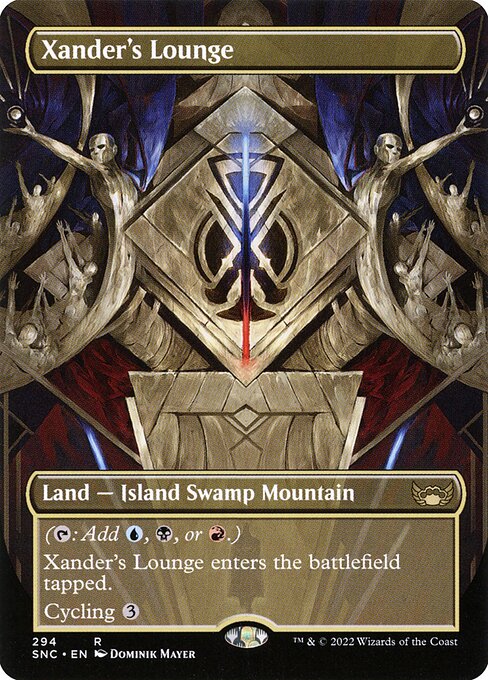 Xander's Lounge
Land — Island Swamp Mountain
(: Add , , or .)
Xander's Lounge enters the battlefield
tapped.
Cycling 3
294 R
SNC • EN Dominik Mayer
™ & © 2022 Wizards of the Coast